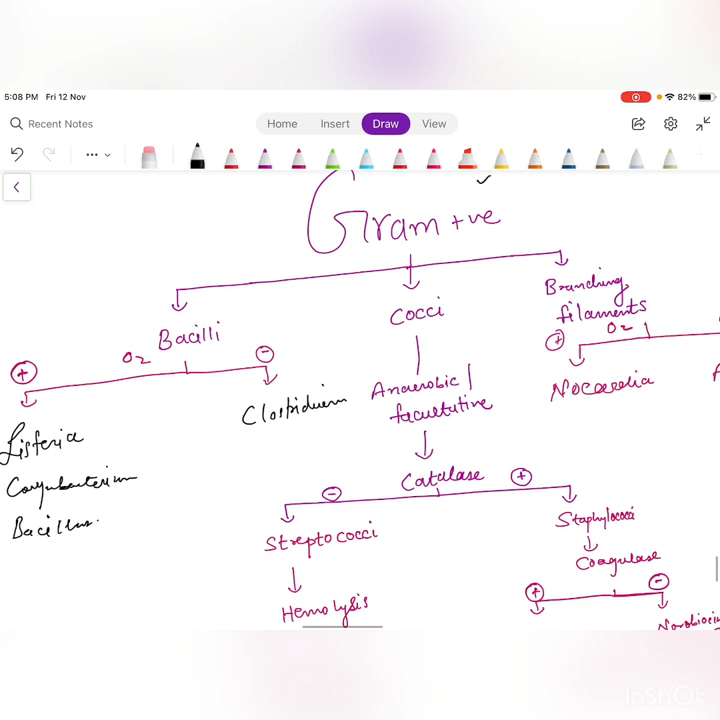 5:08 PM Fri 12 Nov
82%
Recent Notes
Home Insert Draw View
Gram +ve
Bacilli
Cocci
Branching
filaments
O2
+
-
O2
+
Listeria
Corynebacterium
Bacillus.
Clostridium
Anaerobic /
facultative
Nocardia
A
Catalase
-
+
Streptococci
Staphylococci
Coagulase
Hemolysis
+
-
Novobiocin
InShot